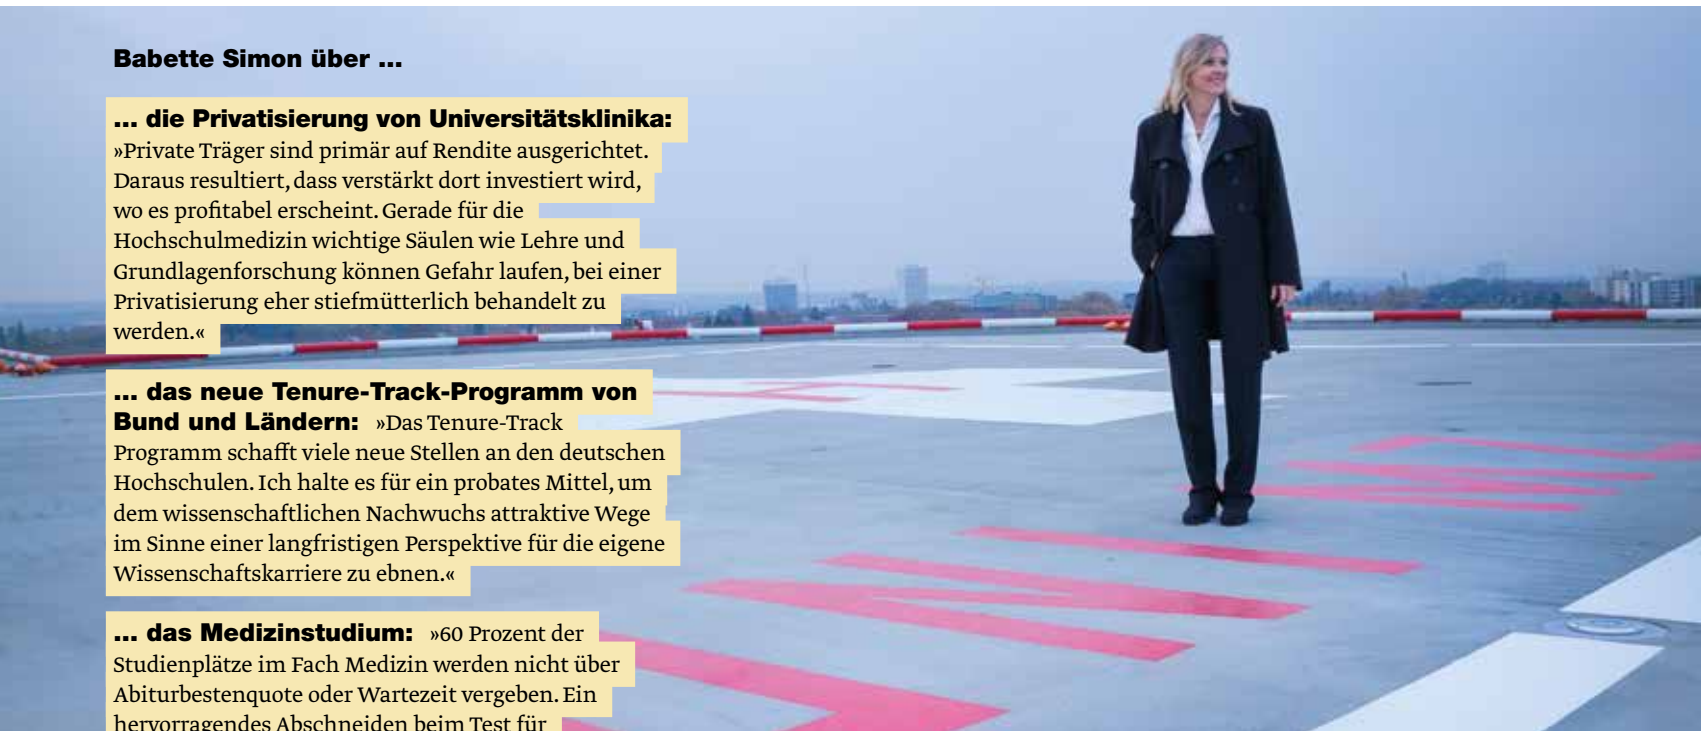 Babette Simon über ...
... die Privatisierung von Universitätsklinika:
»Private Träger sind primär auf Rendite ausgerichtet.
Daraus resultiert, dass verstärkt dort investiert wird,
wo es profitabel erscheint. Gerade für die
Hochschulmedizin wichtige Säulen wie Lehre und
Grundlagenforschung können Gefahr laufen, bei einer
Privatisierung eher stiefmütterlich behandelt zu
werden.«
... das neue Tenure-Track-Programm von
Bund und Ländern: »Das Tenure-Track
Programm schafft viele neue Stellen an den deutschen
Hochschulen. Ich halte es für ein probates Mittel, um
dem wissenschaftlichen Nachwuchs attraktive Wege
im Sinne einer langfristigen Perspektive für die eigene
Wissenschaftskarriere zu ebnen.«
... das Medizinstudium: »60 Prozent der
Studienplätze im Fach Medizin werden nicht über
Abiturbestenquote oder Wartezeit vergeben. Ein
hervorragendes Abschneiden beim Test für